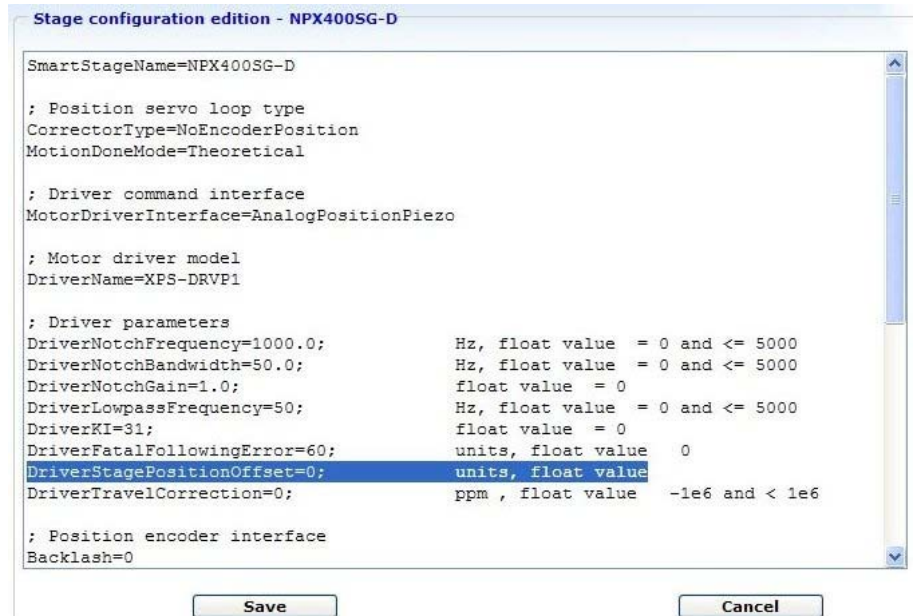 Stage configuration edition - NPX400SG-D
SmartStageName=NPX400SG-D
; Position servo loop type
CorrectorType=NoEncoderPosition
MotionDoneMode=Theoretical
; Driver command interface
MotorDriverInterface=AnalogPositionPiezo
; Motor driver model
DriverName=XPS-DRVP1
; Driver parameters
DriverNotchFrequency=1000.0; Hz, float value = 0 and <= 5000
DriverNotchBandwidth=50.0; Hz, float value = 0 and <= 5000
DriverNotchGain=1.0; float value = 0
DriverLowpassFrequency=50; Hz, float value = 0 and <= 5000
DriverKI=31; float value = 0
DriverFatalFollowingError=60; units, float value 0
DriverStagePositionOffset=0; units, float value
DriverTravelCorrection=0; ppm , float value -1e6 and < 1e6
; Position encoder interface
Backlash=0
Save Cancel